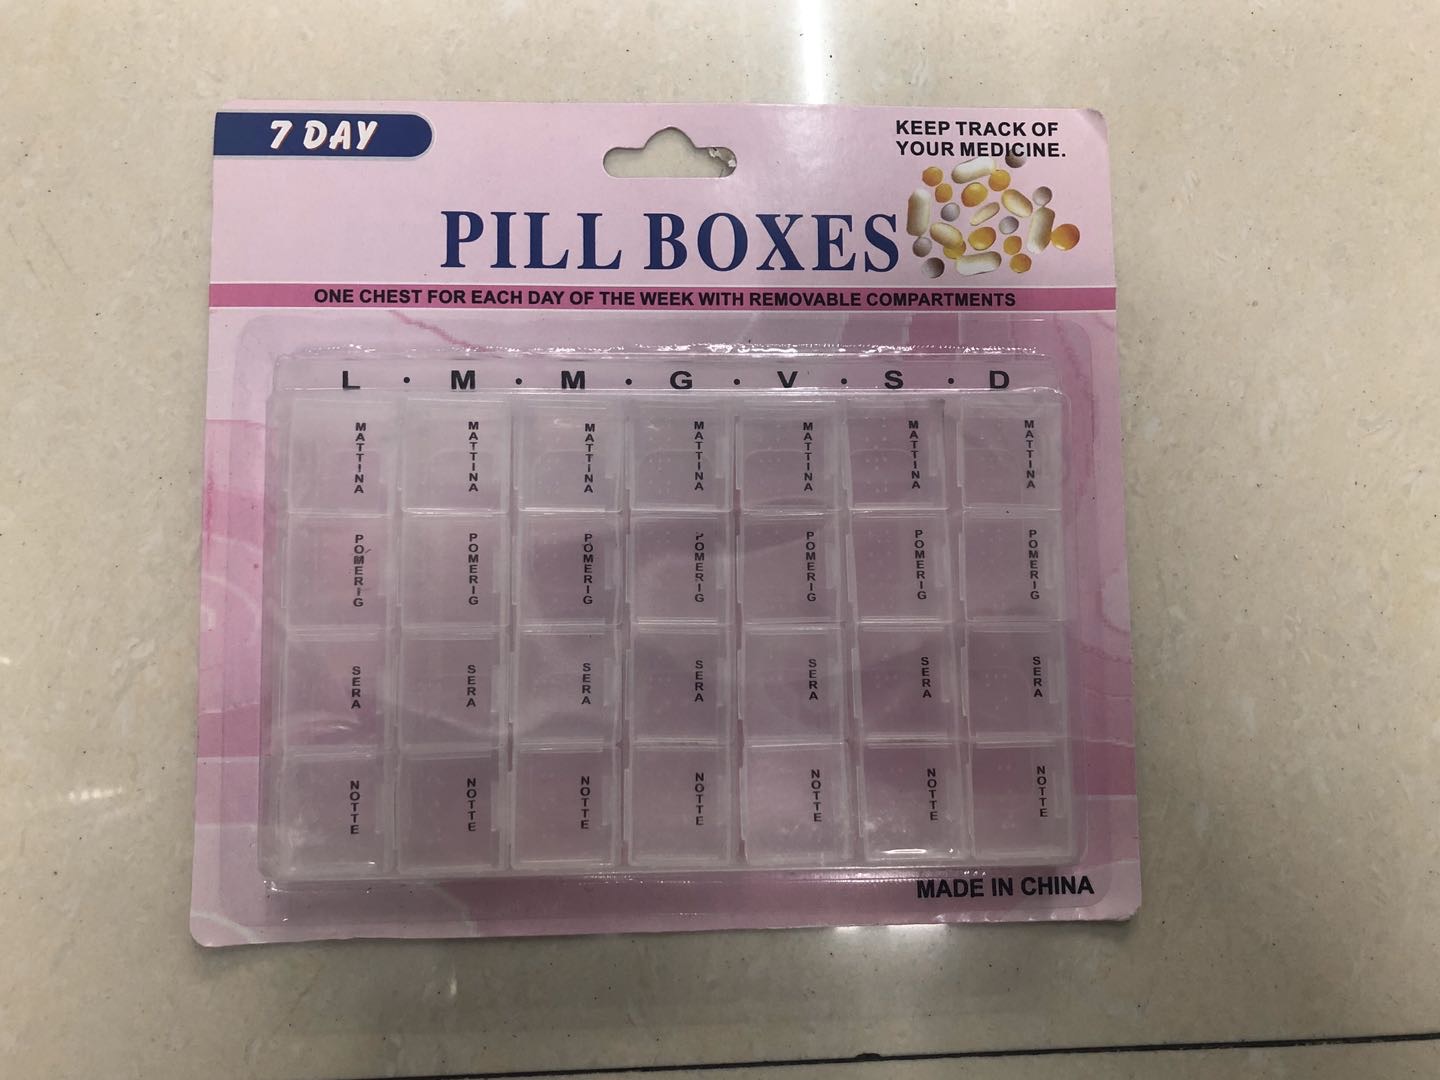 7 DAY
KEEP TRACK OF
YOUR MEDICINE.
PILL BOXES
ONE CHEST FOR EACH DAY OF THE WEEK WITH REMOVABLE COMPARTMENTS
L • M • M • G • V • S • D
MATTINA MATTINA MATTINA MATTINA MATTINA MATTINA MATTINA
POMERIG POMERIG POMERIG POMERIG POMERIG POMERIG POMERIG
SERA SERA SERA SERA SERA SERA SERA
NOTTE NOTTE NOTTE NOTTE NOTTE NOTTE NOTTE
MADE IN CHINA